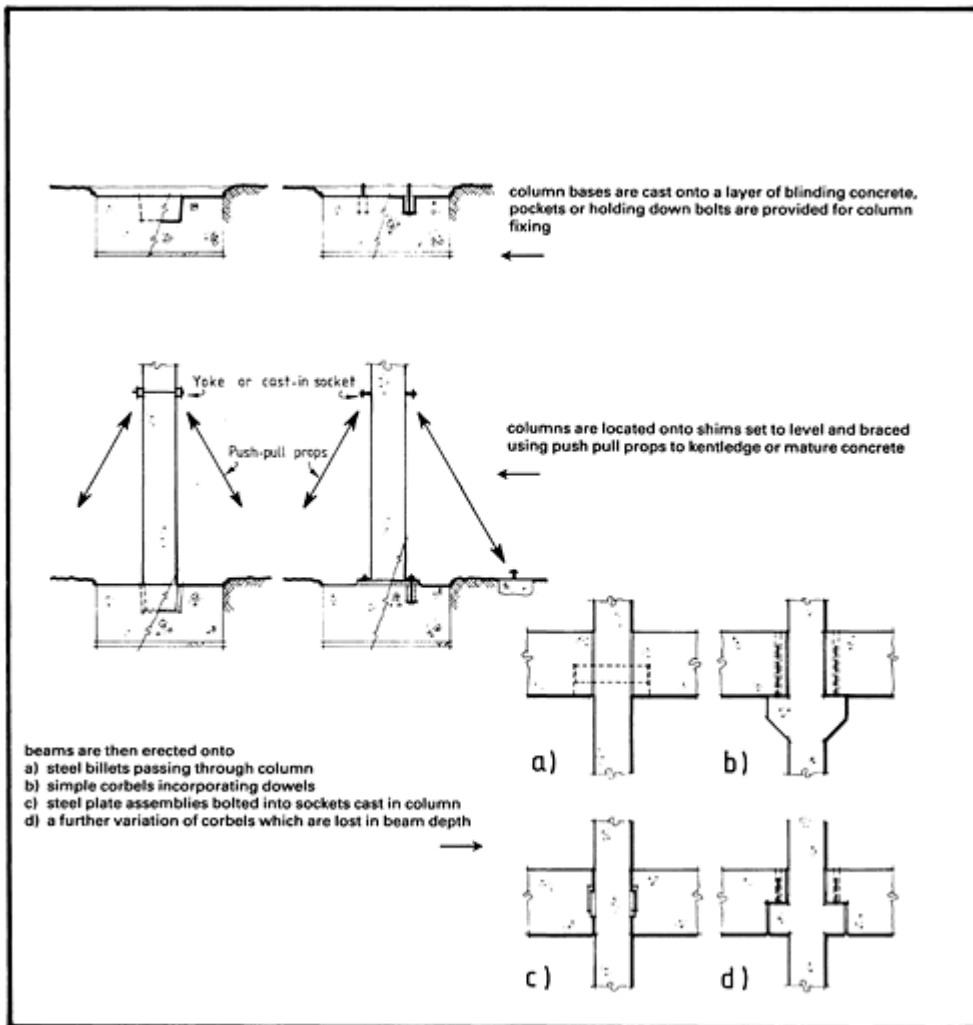 column bases are cast onto a layer of blinding concrete,
pockets or holding down bolts are provided for column
fixing
Yoke or cast-in socket
Push-pull props
columns are located onto shims set to level and braced
using push pull props to kentledge or mature concrete
beams are then erected onto
a) steel billets passing through column
b) simple corbels incorporating dowels
c) steel plate assemblies bolted into sockets cast in column
d) a further variation of corbels which are lost in beam depth
a)
b)
c)
d)